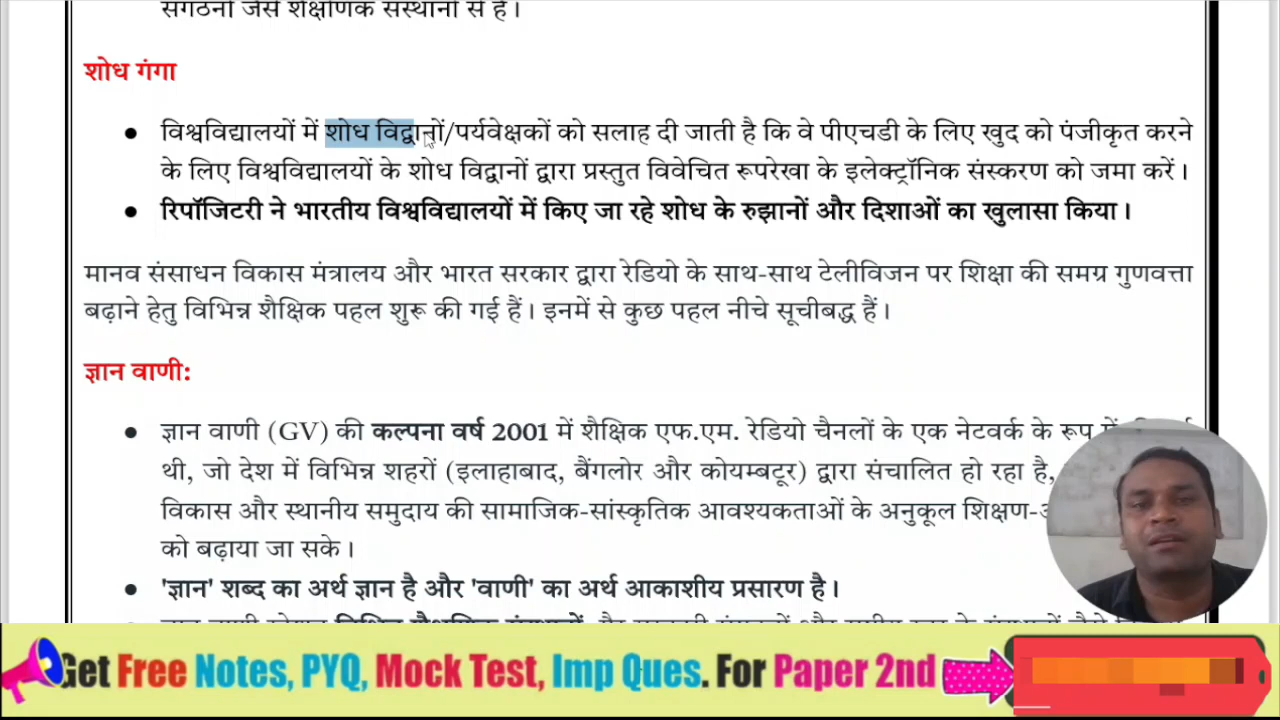 संगठनों जैसे शैक्षणिक संस्थानों से है।
शोध गंगा
● विश्वविद्यालयों में शोध विद्वानों/पर्यवेक्षकों को सलाह दी जाती है कि वे पीएचडी के लिए खुद को पंजीकृत करने
के लिए विश्वविद्यालयों के शोध विद्वानों द्वारा प्रस्तुत विवेचित रूपरेखा के इलेक्ट्रॉनिक संस्करण को जमा करें।
● रिपॉजिटरी ने भारतीय विश्वविद्यालयों में किए जा रहे शोध के रुझानों और दिशाओं का खुलासा किया।
मानव संसाधन विकास मंत्रालय और भारत सरकार द्वारा रेडियो के साथ-साथ टेलीविजन पर शिक्षा की समग्र गुणवत्ता
बढ़ाने हेतु विभिन्न शैक्षिक पहल शुरू की गई हैं। इनमें से कुछ पहल नीचे सूचीबद्ध हैं।
ज्ञान वाणी:
● ज्ञान वाणी (GV) की कल्पना वर्ष 2001 में शैक्षिक एफ.एम. रेडियो चैनलों के एक नेटवर्क के रूप में
थी, जो देश में विभिन्न शहरों (इलाहाबाद, बैंगलोर और कोयम्बटूर) द्वारा संचालित हो रहा है,
विकास और स्थानीय समुदाय की सामाजिक-सांस्कृतिक आवश्यकताओं के अनुकूल शिक्षण-
को बढ़ाया जा सके।
● 'ज्ञान' शब्द का अर्थ ज्ञान है और 'वाणी' का अर्थ आकाशीय प्रसारण है।
Get Free Notes, PYQ, Mock Test, Imp Ques. For Paper 2nd